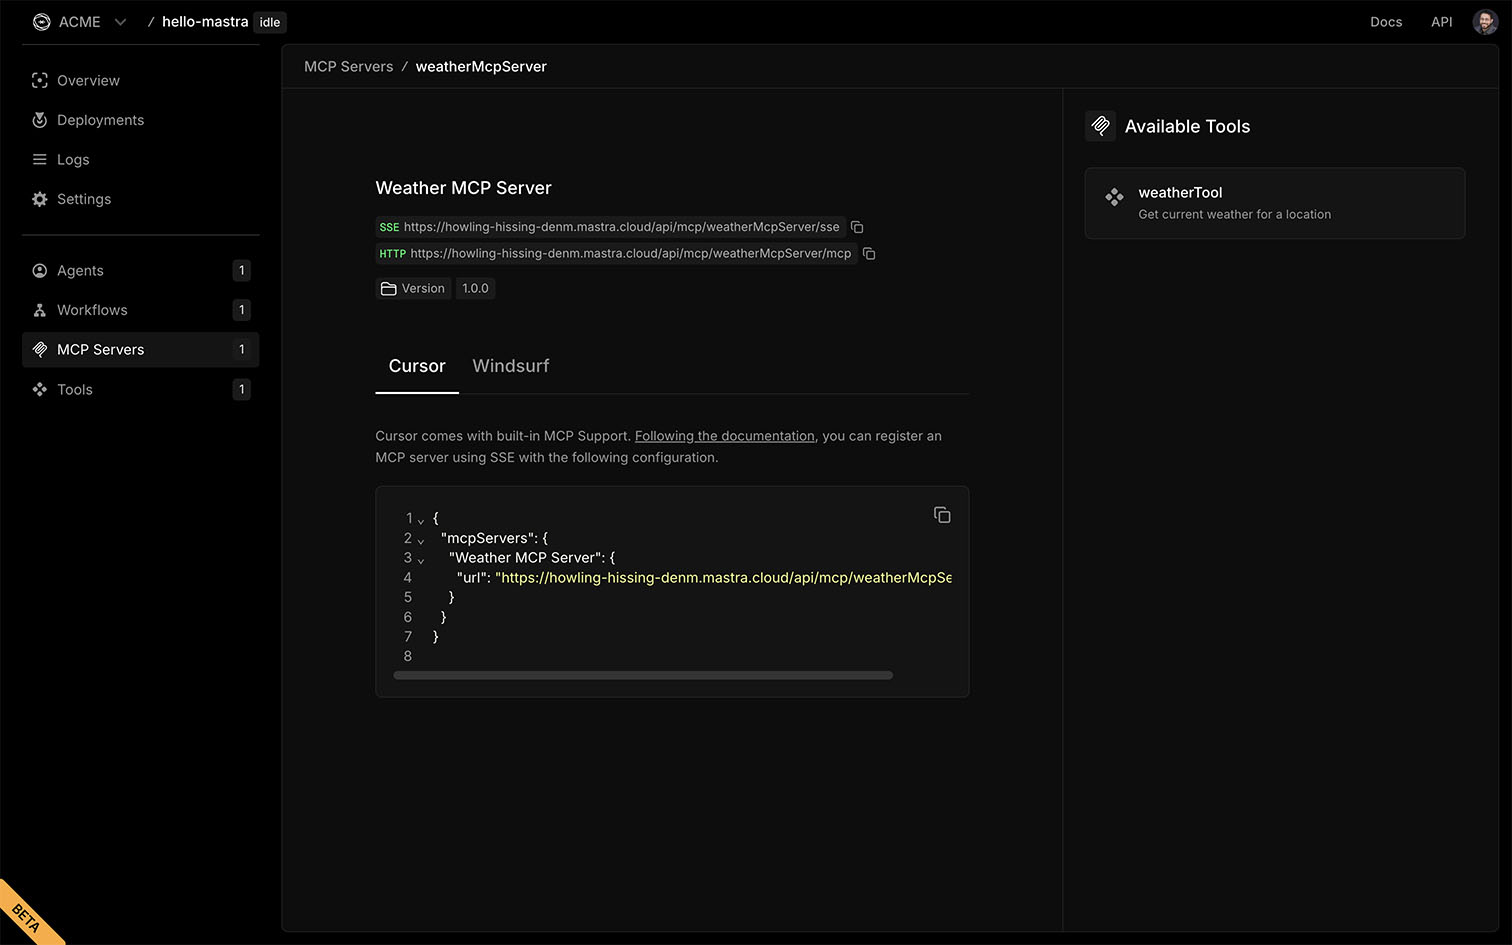 ACME / hello-mastra idle
Docs API
Overview
Deployments
Logs
Settings
Agents 1
Workflows 1
MCP Servers 1
Tools 1
MCP Servers / weatherMcpServer
Weather MCP Server
SSE https://howling-hissing-denm.mastra.cloud/api/mcp/weatherMcpServer/sse
HTTP https://howling-hissing-denm.mastra.cloud/api/mcp/weatherMcpServer/mcp
Version 1.0.0
Cursor Windsurf
Cursor comes with built-in MCP Support. Following the documentation, you can register an
MCP server using SSE with the following configuration.
1 {
2 "mcpServers": {
3 "Weather MCP Server": {
4 "url": "https://howling-hissing-denm.mastra.cloud/api/mcp/weatherMcpSe
5 }
6 }
7 }
8
Available Tools
weatherTool
Get current weather for a location
BETA